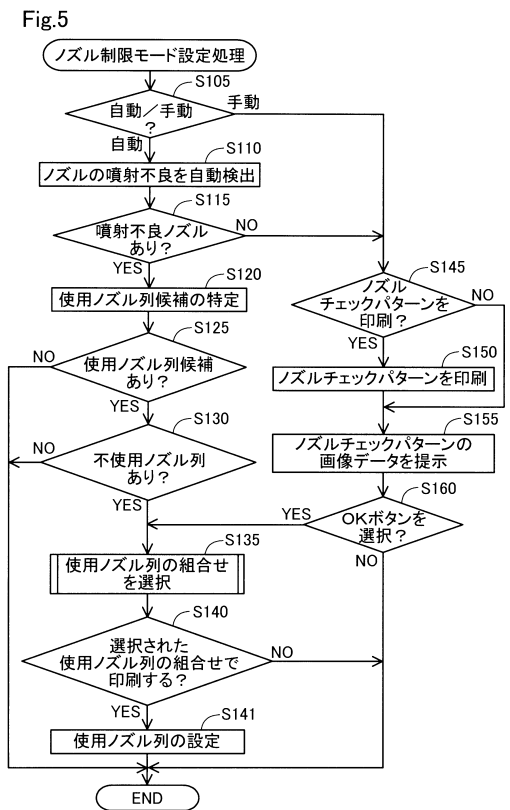 Fig.5
ノズル制限モード設定処理
S105
自動／手動
？
手動
自動
S110
ノズルの噴射不良を自動検出
S115
噴射不良ノズル
あり？
NO
YES
S120
使用ノズル列候補の特定
S145
ノズル
チェックパターンを
印刷？
NO
YES
S125
使用ノズル列候補
あり？
NO
YES
S150
ノズルチェックパターンを印刷
S130
不使用ノズル列
あり？
NO
YES
S155
ノズルチェックパターンの
画像データを提示
S160
OKボタンを
選択？
YES
NO
S135
使用ノズル列の組合せ
を選択
S140
選択された
使用ノズル列の組合せで
印刷する？
NO
YES
S141
使用ノズル列の設定
END